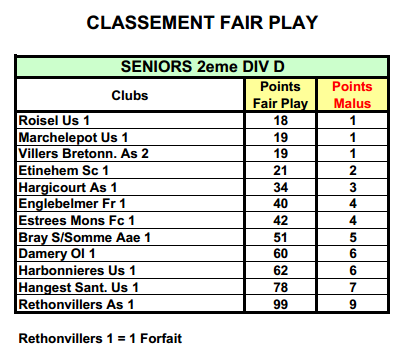 CLASSEMENT FAIR PLAY
SENIORS 2eme DIV D
Clubs Points Fair Play Points Malus
Roisel Us 1 18 1
Marchelepot Us 1 19 1
Villers Bretonn. As 2 19 1
Etinehem Sc 1 21 2
Hargicourt As 1 34 3
Englebelmer Fr 1 40 4
Estrees Mons Fc 1 42 4
Bray S/Somme Aae 1 51 5
Damery Ol 1 60 6
Harbonnieres Us 1 62 6
Hangest Sant. Us 1 78 7
Rethonvillers As 1 99 9
Rethonvillers 1 = 1 Forfait